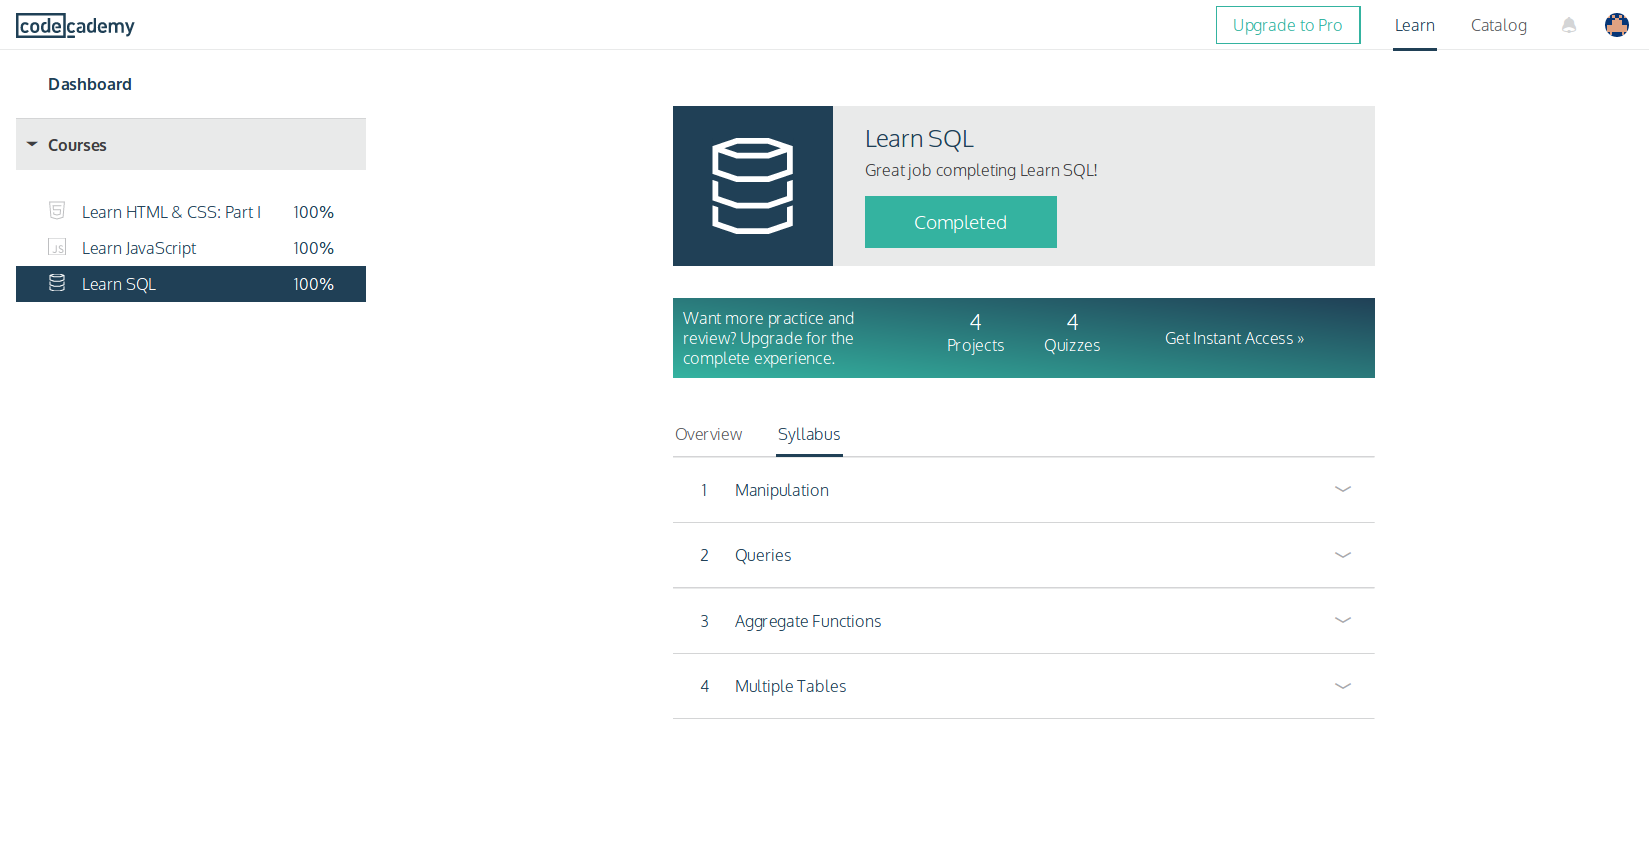 codecademy
Upgrade to Pro
Learn
Catalog
Dashboard
Courses
Learn HTML & CSS: Part I 100%
JS Learn JavaScript 100%
Learn SQL 100%
Learn SQL
Great job completing Learn SQL!
Completed
Want more practice and
review? Upgrade for the
complete experience.
4
Projects
4
Quizzes
Get Instant Access »
Overview
Syllabus
1 Manipulation
2 Queries
3 Aggregate Functions
4 Multiple Tables